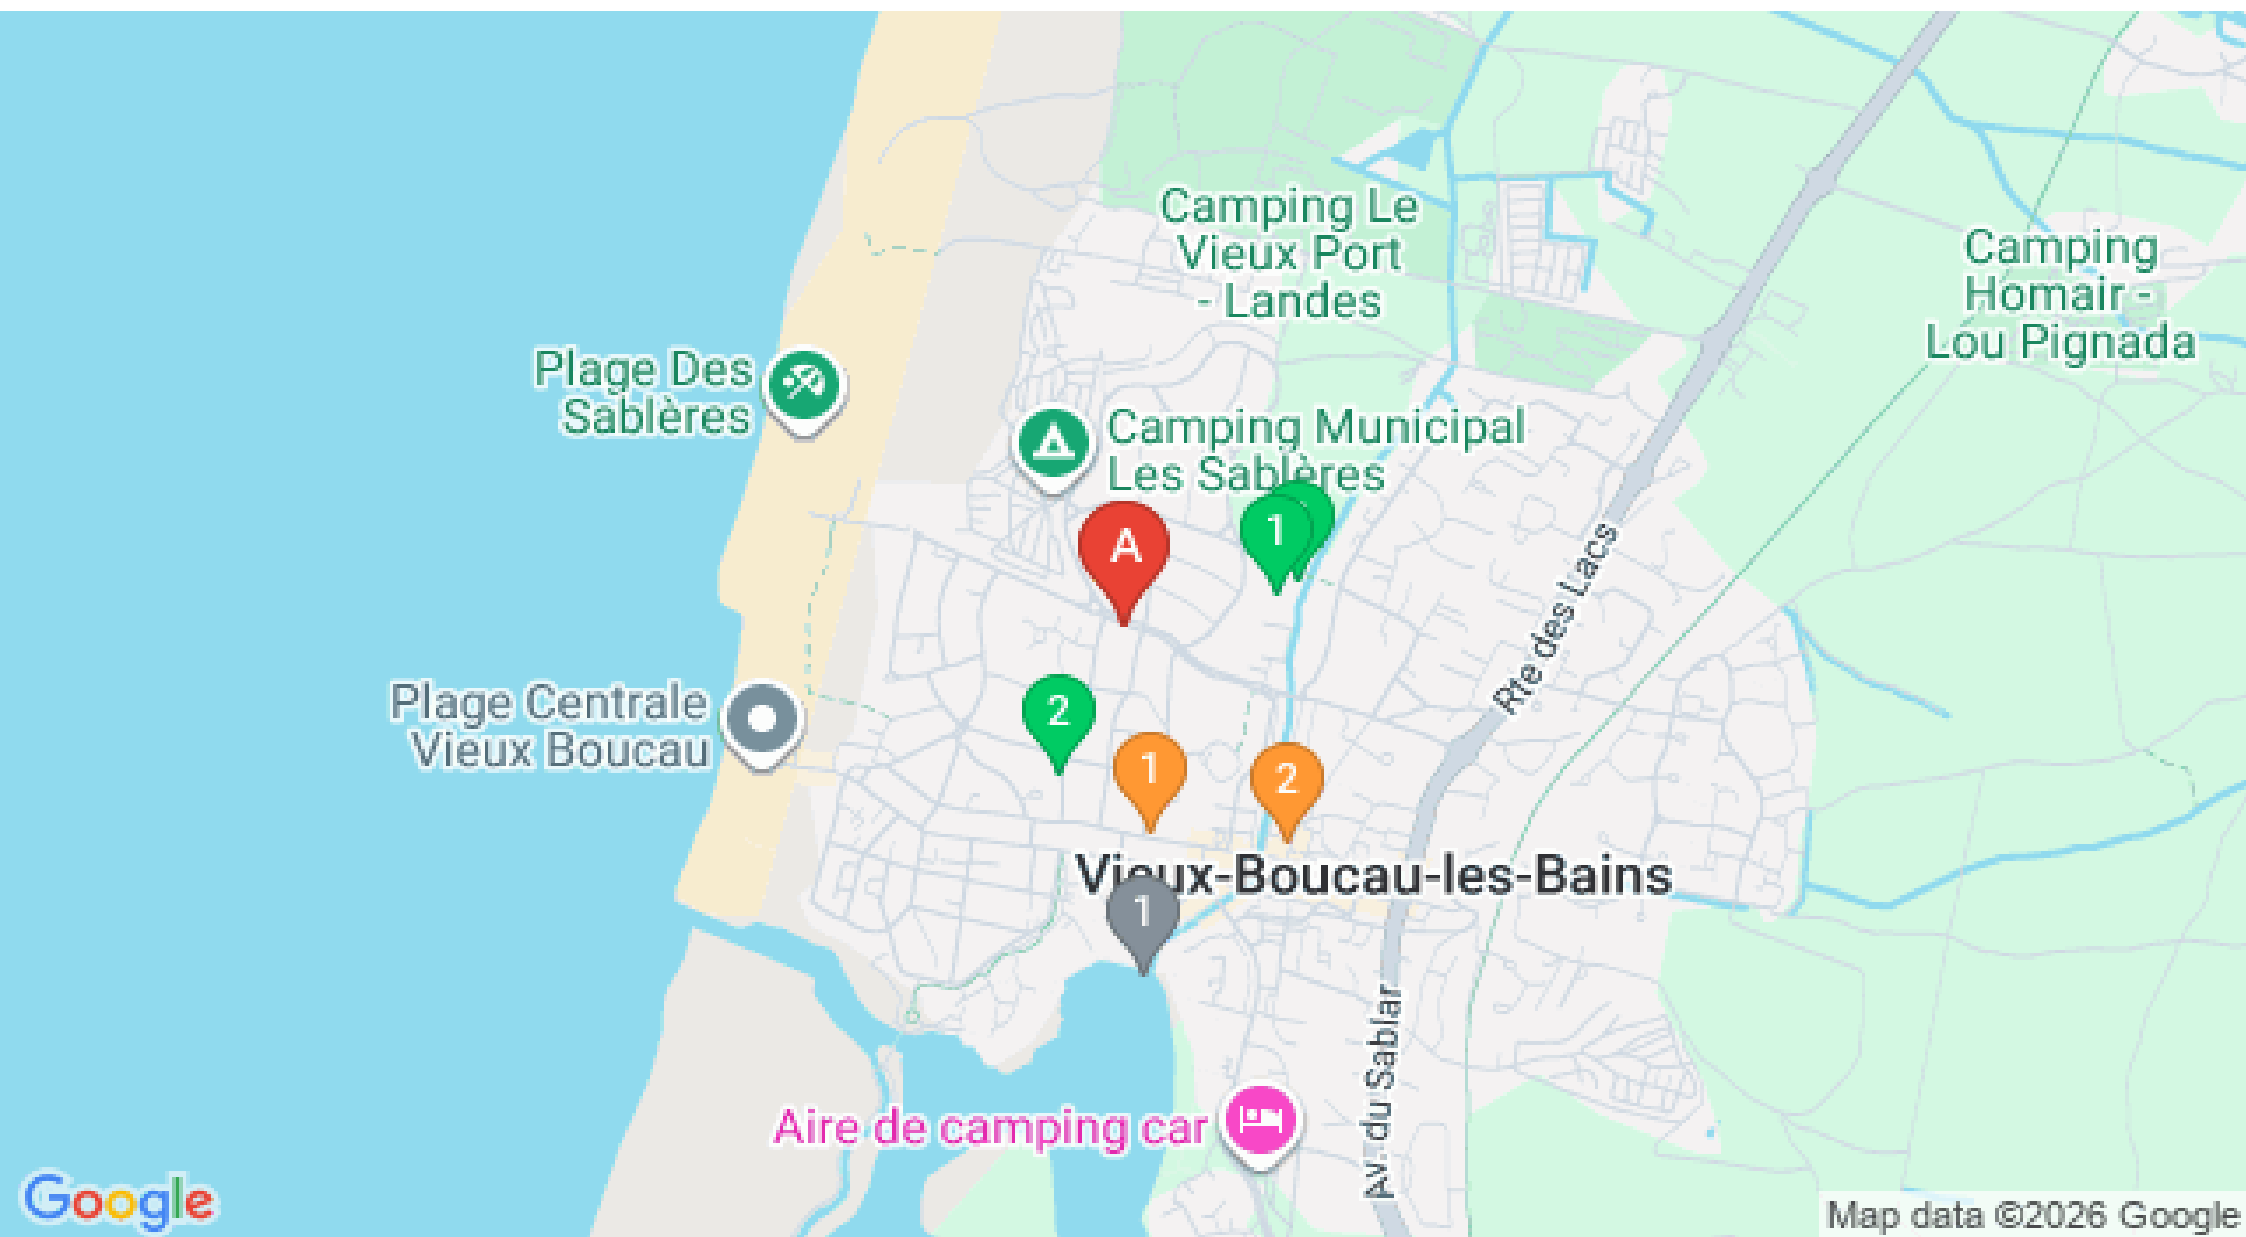 Camping Le
Vieux Port
- Landes
Camping
Homair -
Lou Pignada
Plage Des
Sablères
Camping Municipal
Les Sablères
1
A
Rte des Lacs
Plage Centrale
Vieux Boucau
2
1
2
Vieux-Boucau-les-Bains
1
Av. du Sablar
Aire de camping car
Google
Map data ©2026 Google